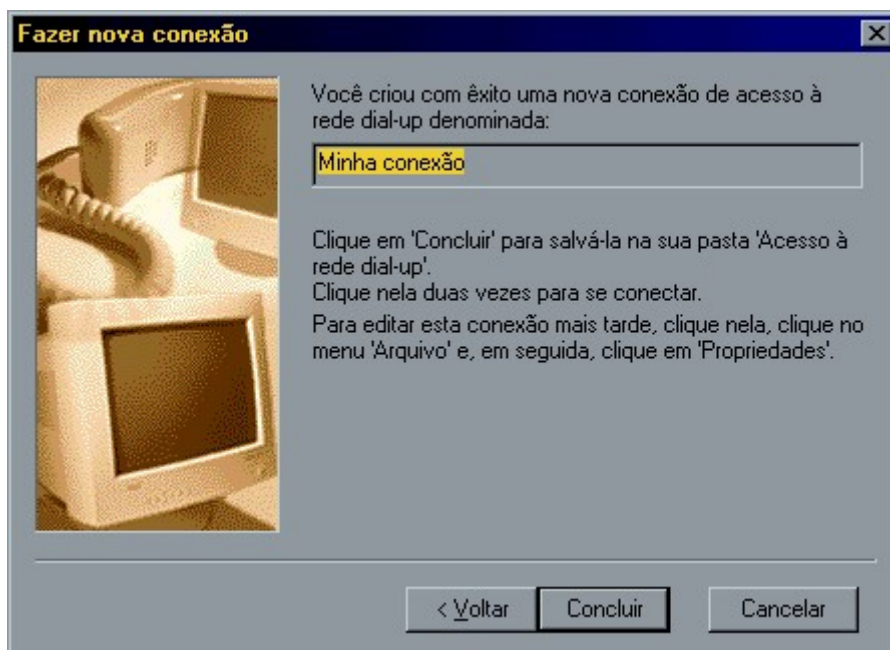 Fazer nova conexão
Você criou com êxito uma nova conexão de acesso à
rede dial-up denominada:
Minha conexão
Clique em 'Concluir' para salvá-la na sua pasta 'Acesso à
rede dial-up'.
Clique nela duas vezes para se conectar.
Para editar esta conexão mais tarde, clique nela, clique no
menu 'Arquivo' e, em seguida, clique em 'Propriedades'.
< Voltar
Concluir
Cancelar